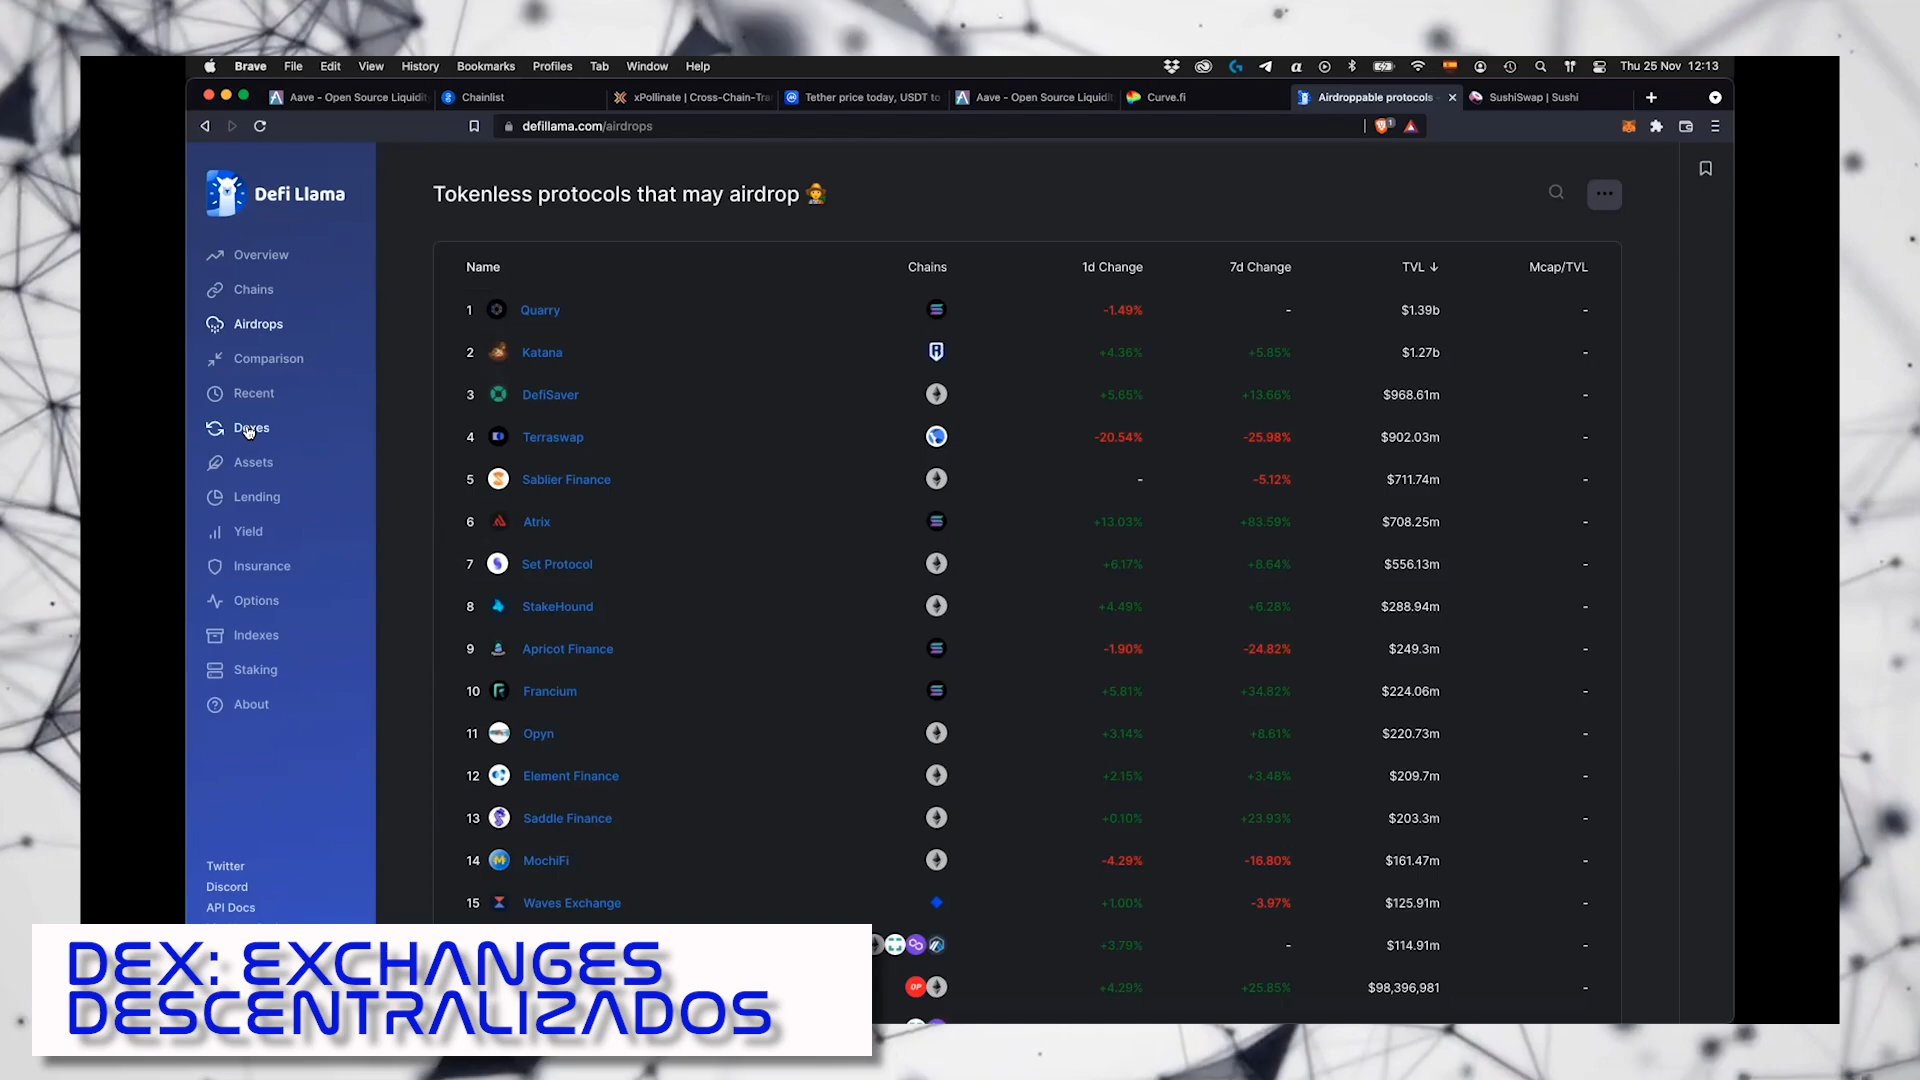 Brave File Edit View History Bookmarks Profiles Tab Window Help Thu 25 Nov 12:13
Aave - Open Source Liquidit Chainlist xPollinate | Cross-Chain-Tra Tether price today, USDT to Aave - Open Source Liquidit Curve.fi Airdroppable protocols SushiSwap | Sushi
defillama.com/airdrops 1
Defi Llama
Overview
Chains
Airdrops
Comparison
Recent
Dexes
Assets
Lending
Yield
Insurance
Options
Indexes
Staking
About
Twitter
Discord
API Docs
Tokenless protocols that may airdrop
Name Chains 1d Change 7d Change TVL ↓ Mcap/TVL
1 Quarry -1.49% - $1.39b -
2 Katana +4.36% +5.85% $1.27b -
3 DefiSaver +5.65% +13.66% $968.61m -
4 Terraswap -20.54% -25.98% $902.03m -
5 Sablier Finance - -5.12% $711.74m -
6 Atrix +13.03% +83.59% $708.25m -
7 Set Protocol +6.17% +8.64% $556.13m -
8 StakeHound +4.49% +6.28% $288.94m -
9 Apricot Finance -1.90% -24.82% $249.3m -
10 Francium +5.81% +34.82% $224.06m -
11 Opyn +3.14% +8.61% $220.73m -
12 Element Finance +2.15% +3.48% $209.7m -
13 Saddle Finance +0.10% +23.93% $203.3m -
14 MochiFi -4.29% -16.80% $161.47m -
15 Waves Exchange +1.00% -3.97% $125.91m -
+3.79% - $114.91m -
OP +4.29% +25.85% $98,396,981 -
DEX: EXCHANGES
DESCENTRALIZADOS